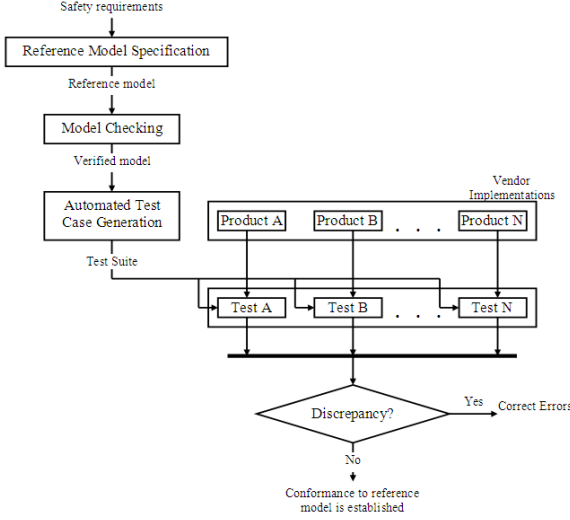 Safety requirements
Reference Model Specification
Reference model
Model Checking
Verified model
Automated Test
Case Generation
Test Suite
Vendor
Implementations
Product A
Product B
. . .
Product N
Test A
Test B
. . .
Test N
Discrepancy?
Yes
Correct Errors
No
Conformance to reference
model is established